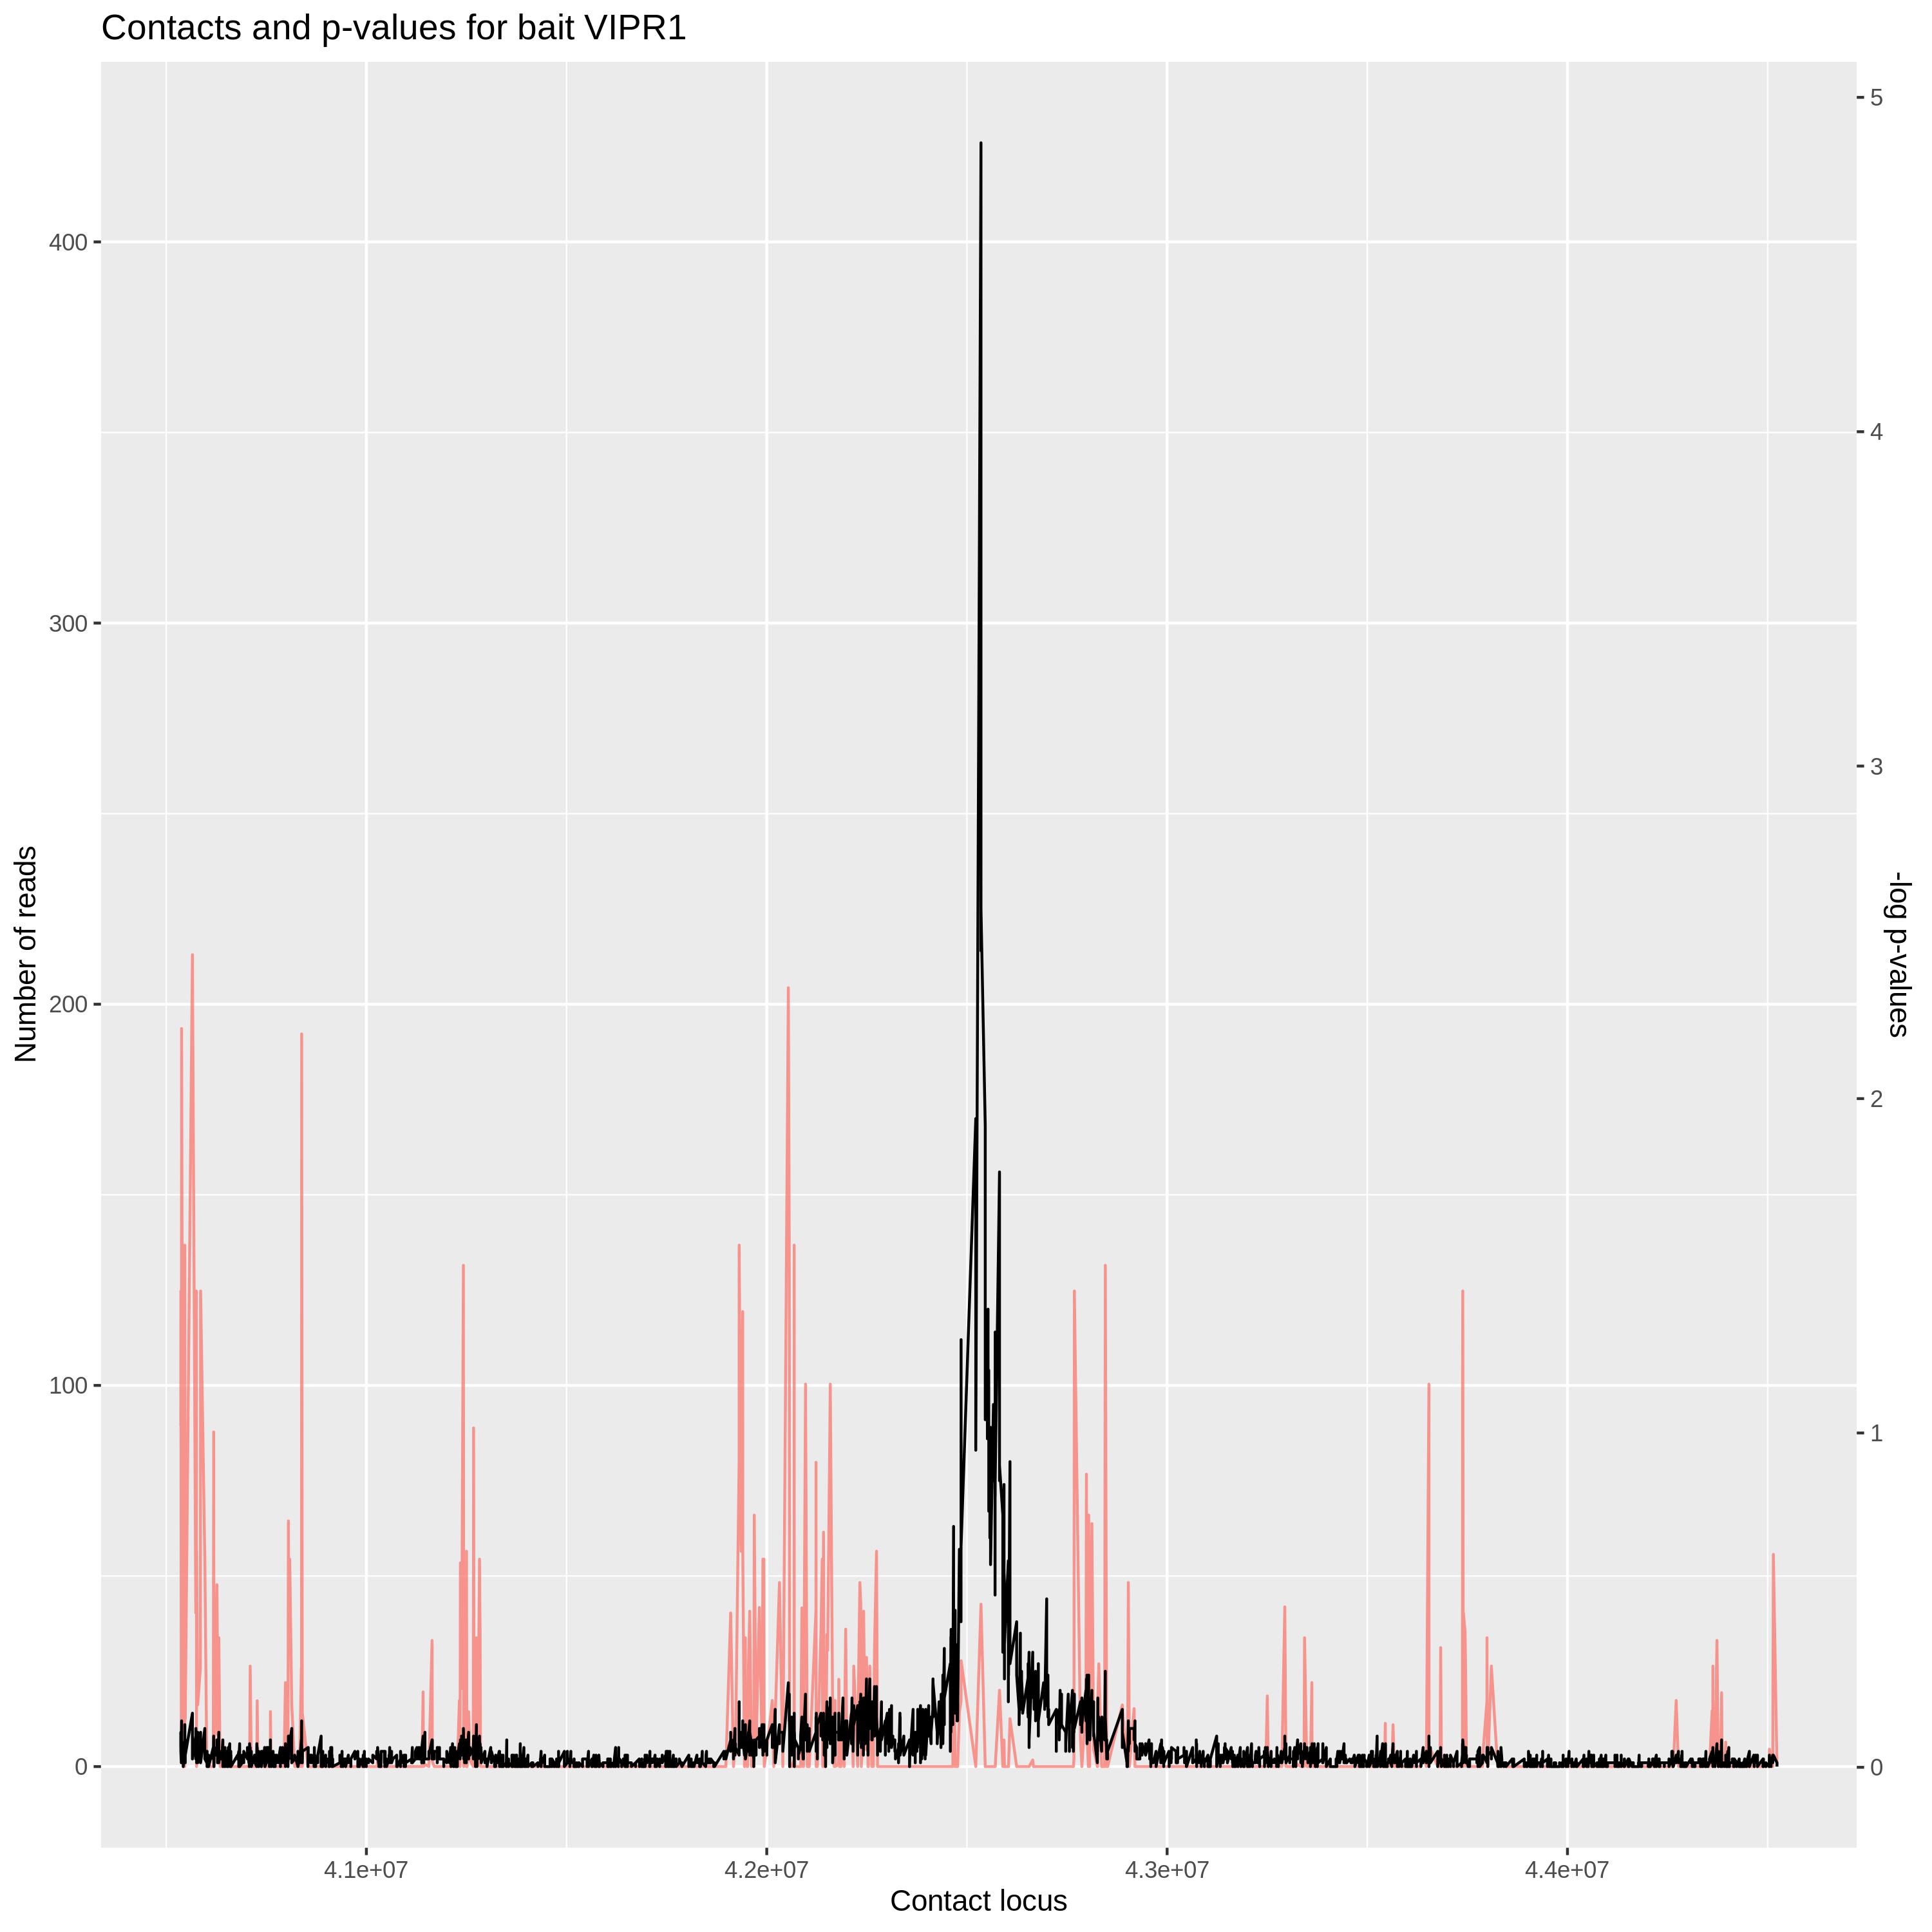 Contacts and p-values for bait VIPR1
Number of reads
400
300
200
100
0
5
4
3
2
1
0
-log p-values
4.1e+07
4.2e+07
4.3e+07
4.4e+07
Contact locus